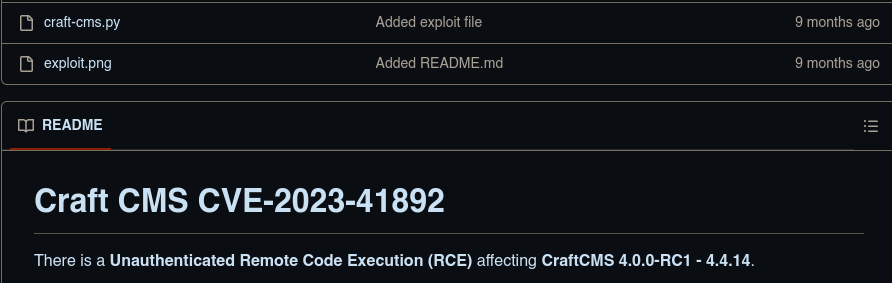 craft-cms.py Added exploit file 9 months ago
exploit.png Added README.md 9 months ago
README
Craft CMS CVE-2023-41892
There is a Unauthenticated Remote Code Execution (RCE) affecting CraftCMS 4.0.0-RC1 - 4.4.14.